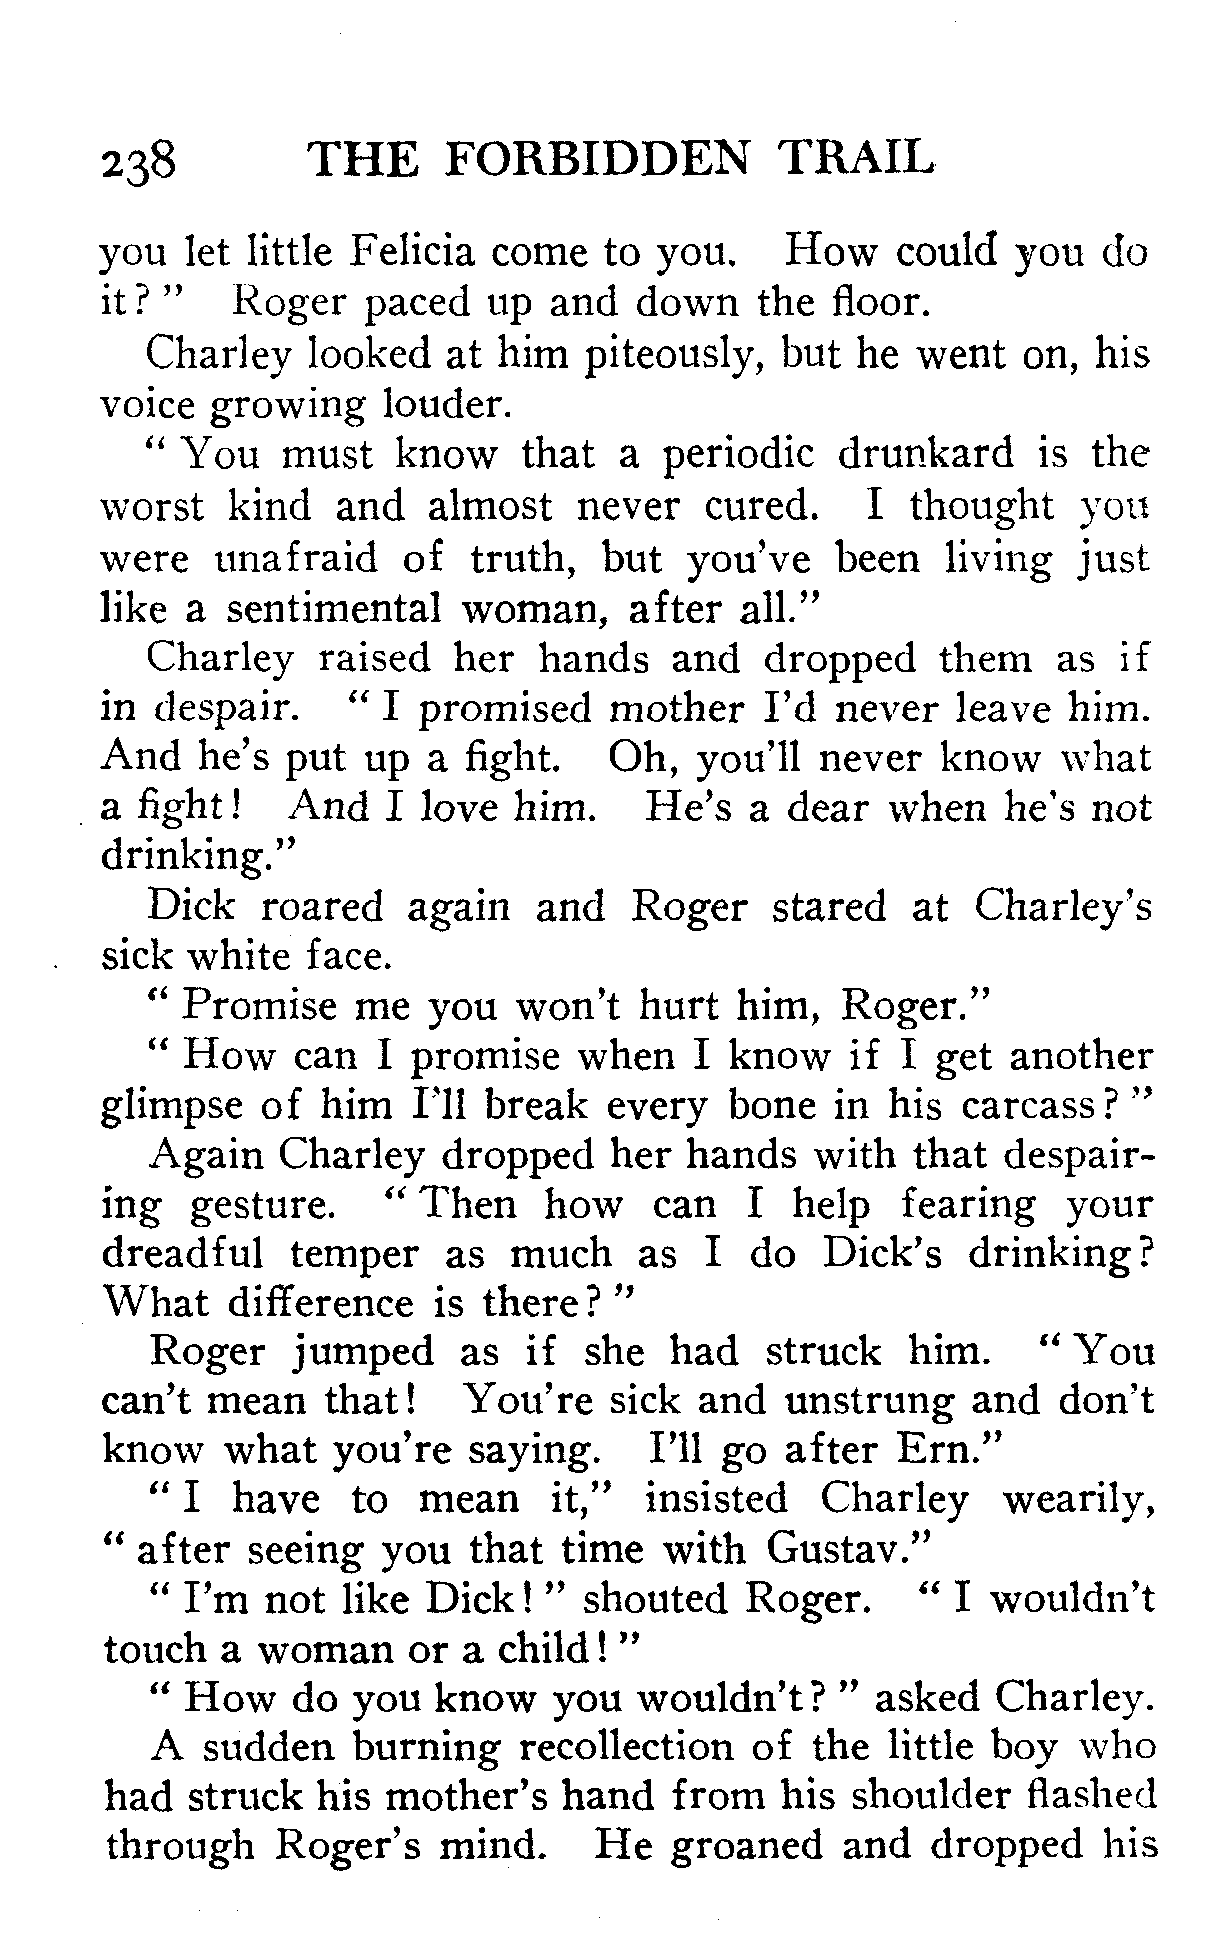 238 THE FORBIDDEN TRAIL
you let little Felicia come to you. How could you do
it? " Roger paced up and down the floor.
Charley looked at him piteously, but he went on, his
voice growing louder.
" You must know that a periodic drunkard is the
worst kind and almost never cured. I thought you
were unafraid of truth, but you've been living just
like a sentimental woman, after all."
Charley raised her hands and dropped them as if
in despair. " I promised mother I'd never leave him.
And he's put up a fight. Oh, you'll never know what
a fight! And I love him. He's a dear when he's not
drinking."
Dick roared again and Roger stared at Charley's
sick white face.
" Promise me you won't hurt him, Roger."
" How can I promise when I know if I get another
glimpse of him I'll break every bone in his carcass? "
Again Charley dropped her hands with that despair-
ing gesture. " Then how can I help fearing your
dreadful temper as much as I do Dick's drinking?
What difference is there? "
Roger jumped as if she had struck him. " You
can't mean that! You're sick and unstrung and don't
know what you're saying. I'll go after Ern."
" I have to mean it," insisted Charley wearily,
" after seeing you that time with Gustav."
" I'm not like Dick! " shouted Roger. " I wouldn't
touch a woman or a child! "
" How do you know you wouldn't? " asked Charley.
A sudden burning recollection of the little boy who
had struck his mother's hand from his shoulder flashed
through Roger's mind. He groaned and dropped his